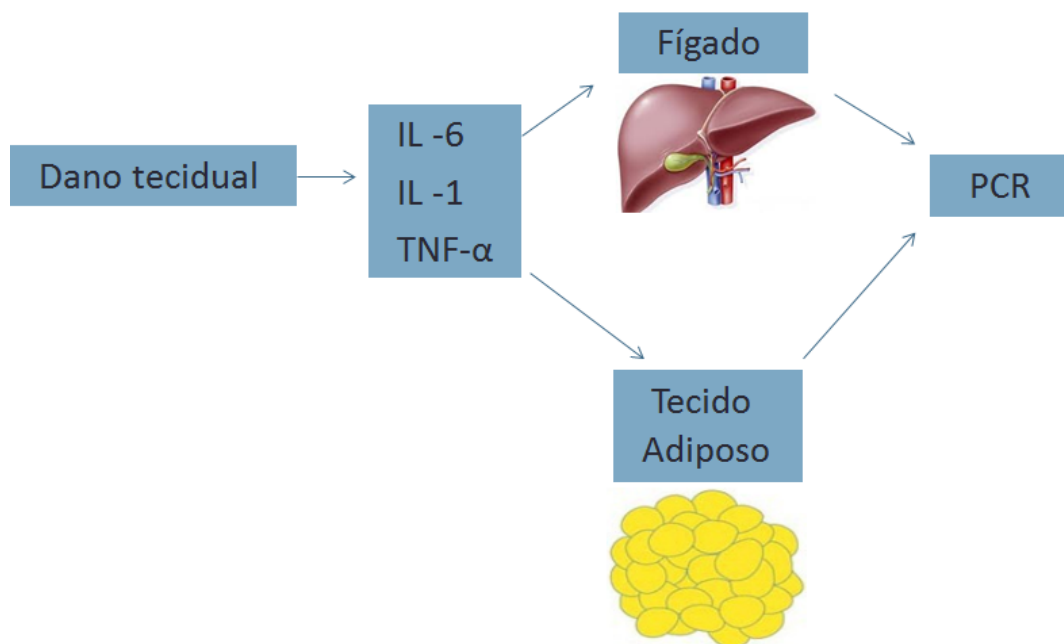 Fígado
Dano tecidual
IL -6
IL -1
TNF-α
PCR
Tecido
Adiposo